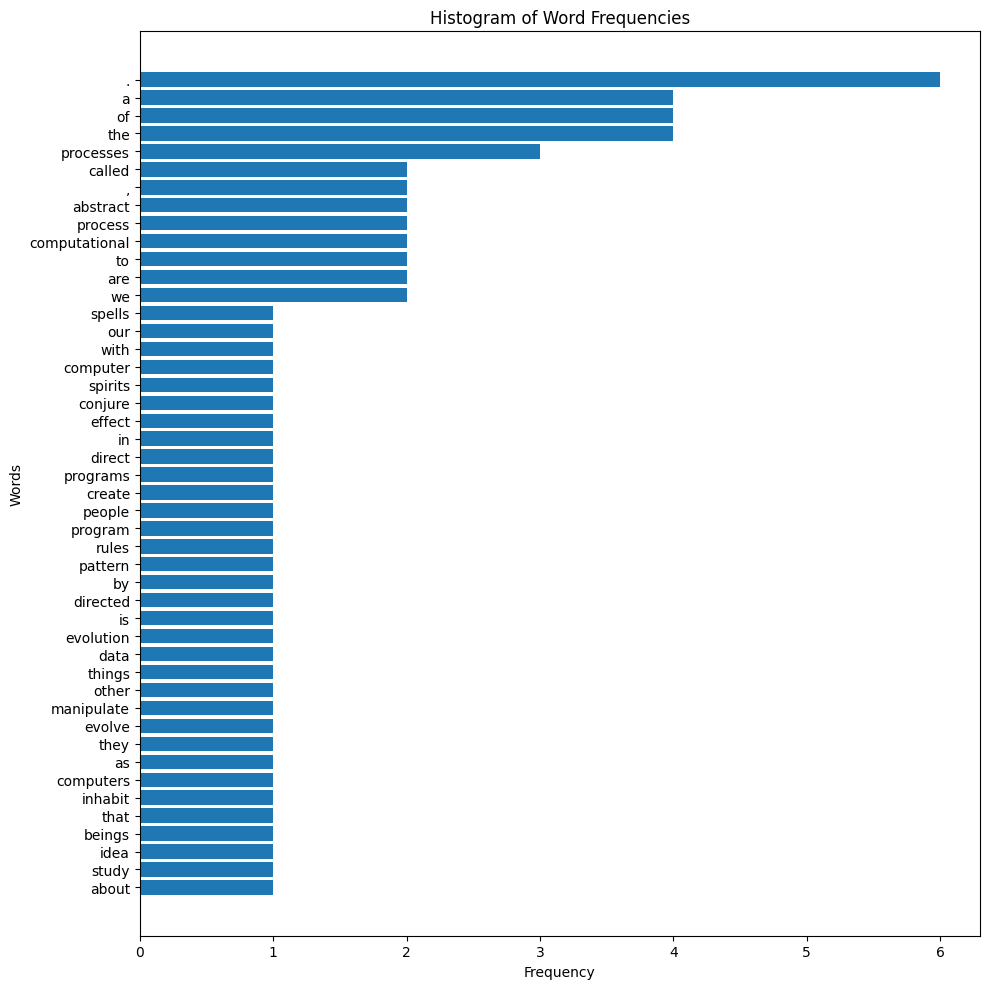 Histogram of Word Frequencies
.
a
of
the
processes
called
,
abstract
process
computational
to
are
we
spells
our
with
computer
spirits
conjure
effect
in
direct
programs
create
people
program
rules
pattern
by
directed
is
evolution
data
things
other
manipulate
evolve
they
as
computers
inhabit
that
beings
idea
study
about
Words
0 1 2 3 4 5 6
Frequency